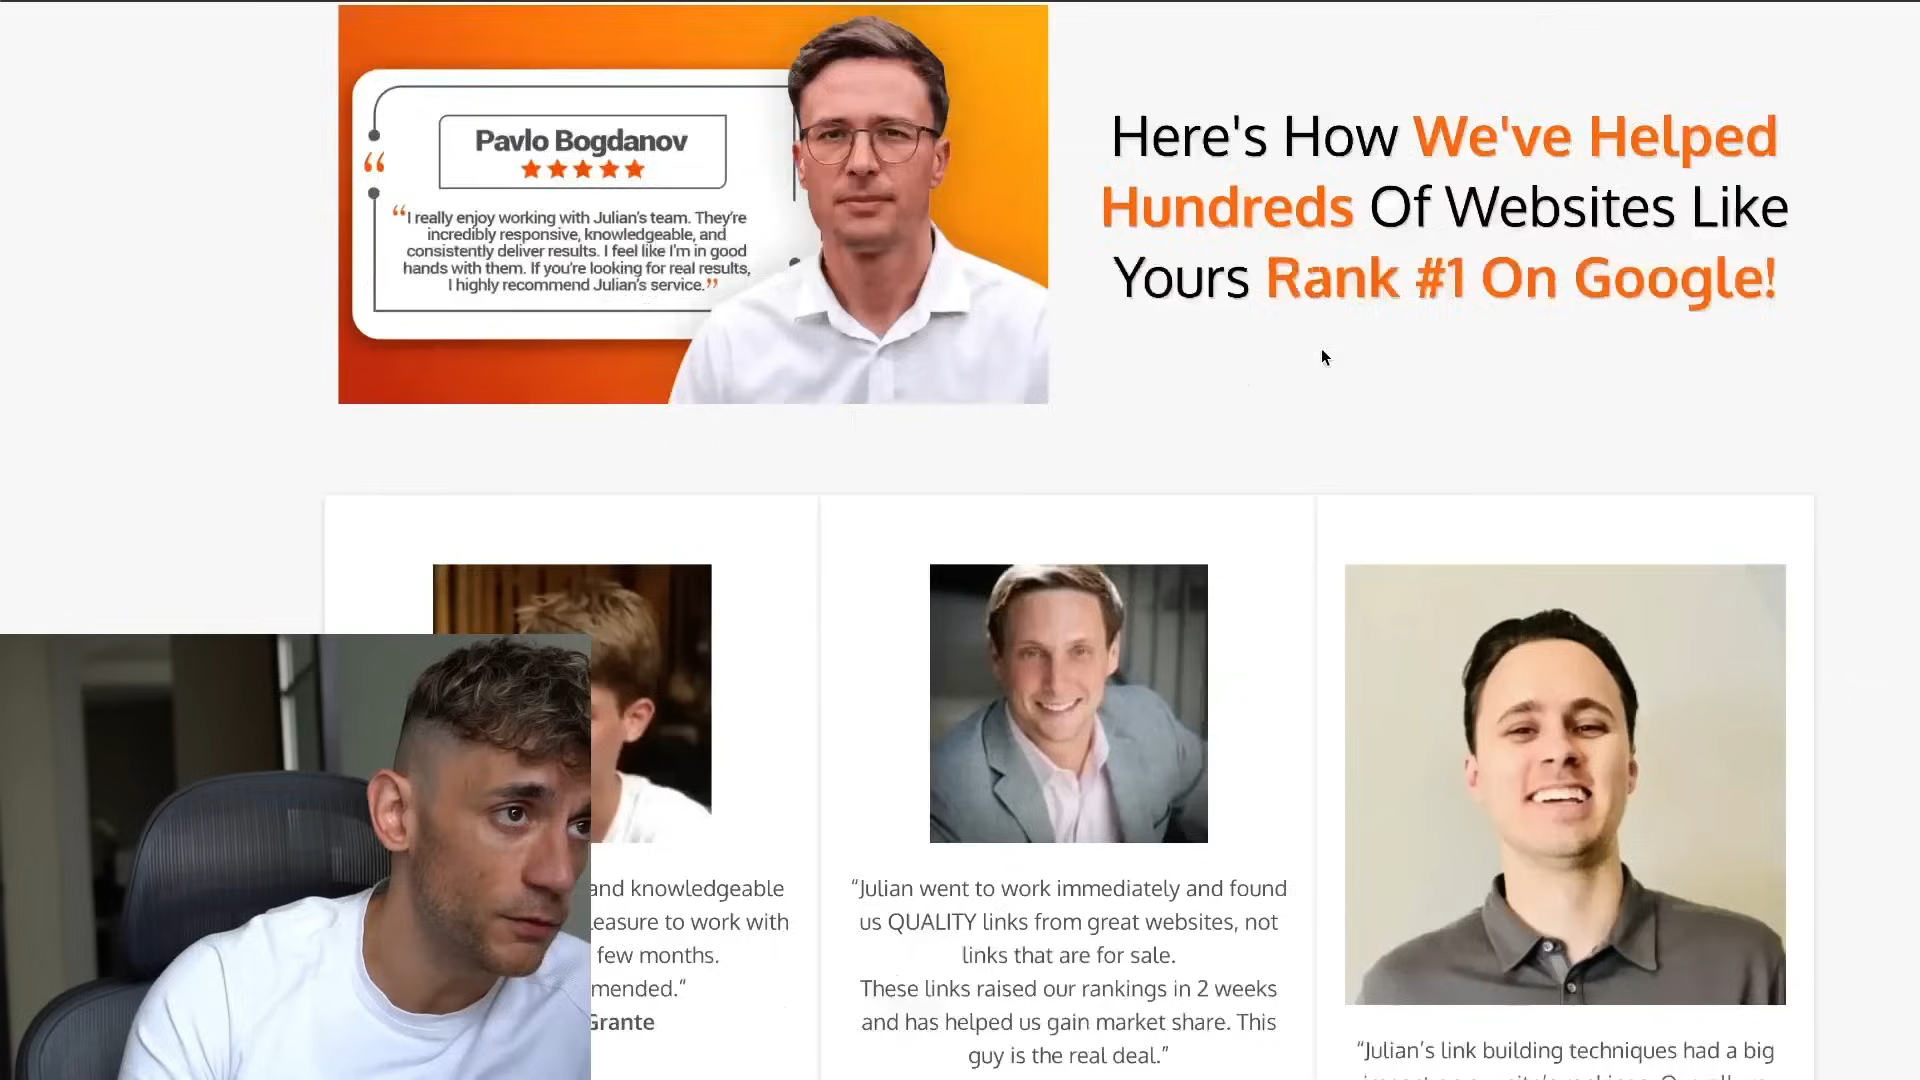 Pavlo Bogdanov
“I really enjoy working with Julian’s team. They’re
incredibly responsive, knowledgeable, and
consistently deliver results. I feel like I’m in good
hands with them. If you’re looking for real results,
I highly recommend Julian’s service.”
Here's How We've Helped
Hundreds Of Websites Like
Yours Rank #1 On Google!
and knowledgeable
easure to work with
few months.
mended.”
Grante
“Julian went to work immediately and found
us QUALITY links from great websites, not
links that are for sale.
These links raised our rankings in 2 weeks
and has helped us gain market share. This
guy is the real deal.”
“Julian’s link building techniques had a big